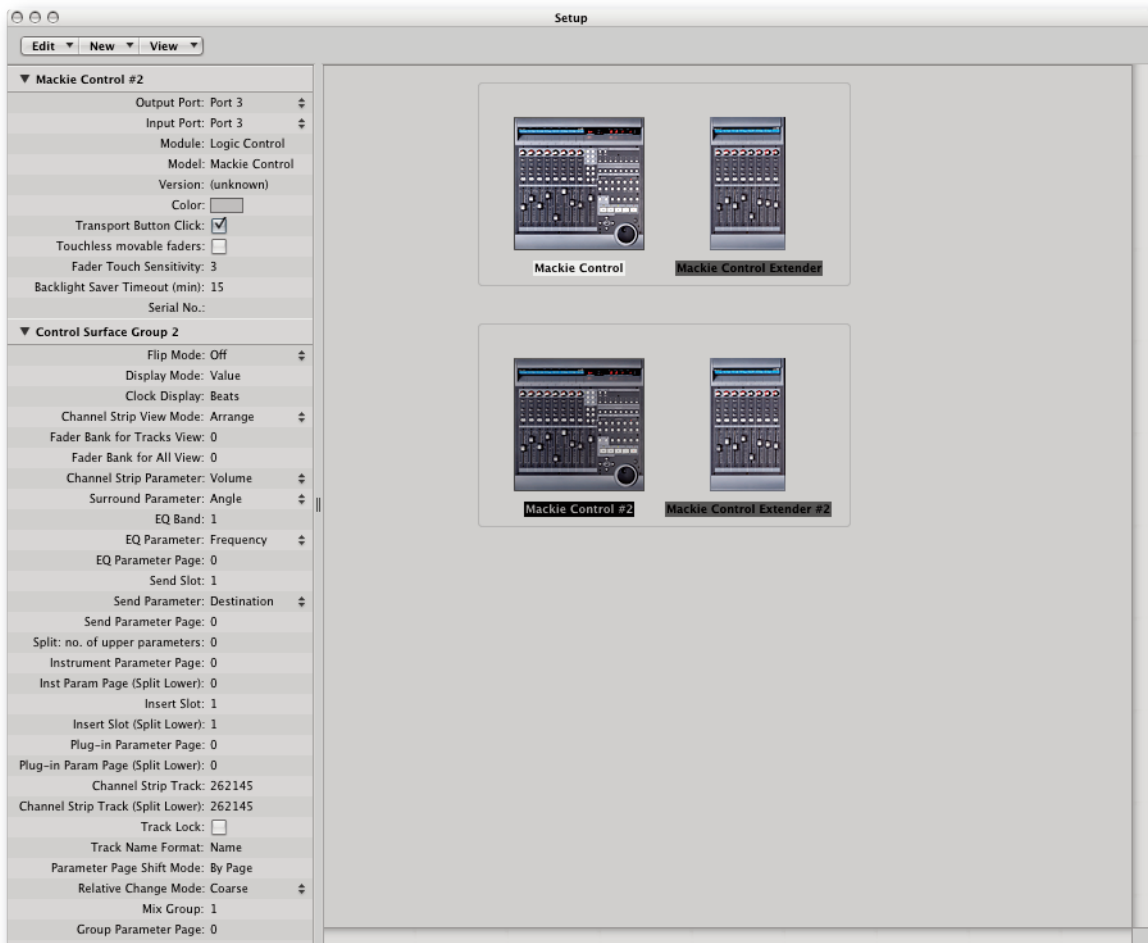 Setup
Edit New View
Mackie Control #2
Output Port: Port 3
Input Port: Port 3
Module: Logic Control
Model: Mackie Control
Version: (unknown)
Color:
Transport Button Click:
Touchless movable faders:
Fader Touch Sensitivity: 3
Backlight Saver Timeout (min): 15
Serial No.:
Control Surface Group 2
Flip Mode: Off
Display Mode: Value
Clock Display: Beats
Channel Strip View Mode: Arrange
Fader Bank for Tracks View: 0
Fader Bank for All View: 0
Channel Strip Parameter: Volume
Surround Parameter: Angle
EQ Band: 1
EQ Parameter: Frequency
EQ Parameter Page: 0
Send Slot: 1
Send Parameter: Destination
Send Parameter Page: 0
Split: no. of upper parameters: 0
Instrument Parameter Page: 0
Inst Param Page (Split Lower): 0
Insert Slot: 1
Insert Slot (Split Lower): 1
Plug-in Parameter Page: 0
Plug-in Param Page (Split Lower): 0
Channel Strip Track: 262145
Channel Strip Track (Split Lower): 262145
Track Lock:
Track Name Format: Name
Parameter Page Shift Mode: By Page
Relative Change Mode: Coarse
Mix Group: 1
Group Parameter Page: 0
Mackie Control
Mackie Control Extender
Mackie Control #2
Mackie Control Extender #2